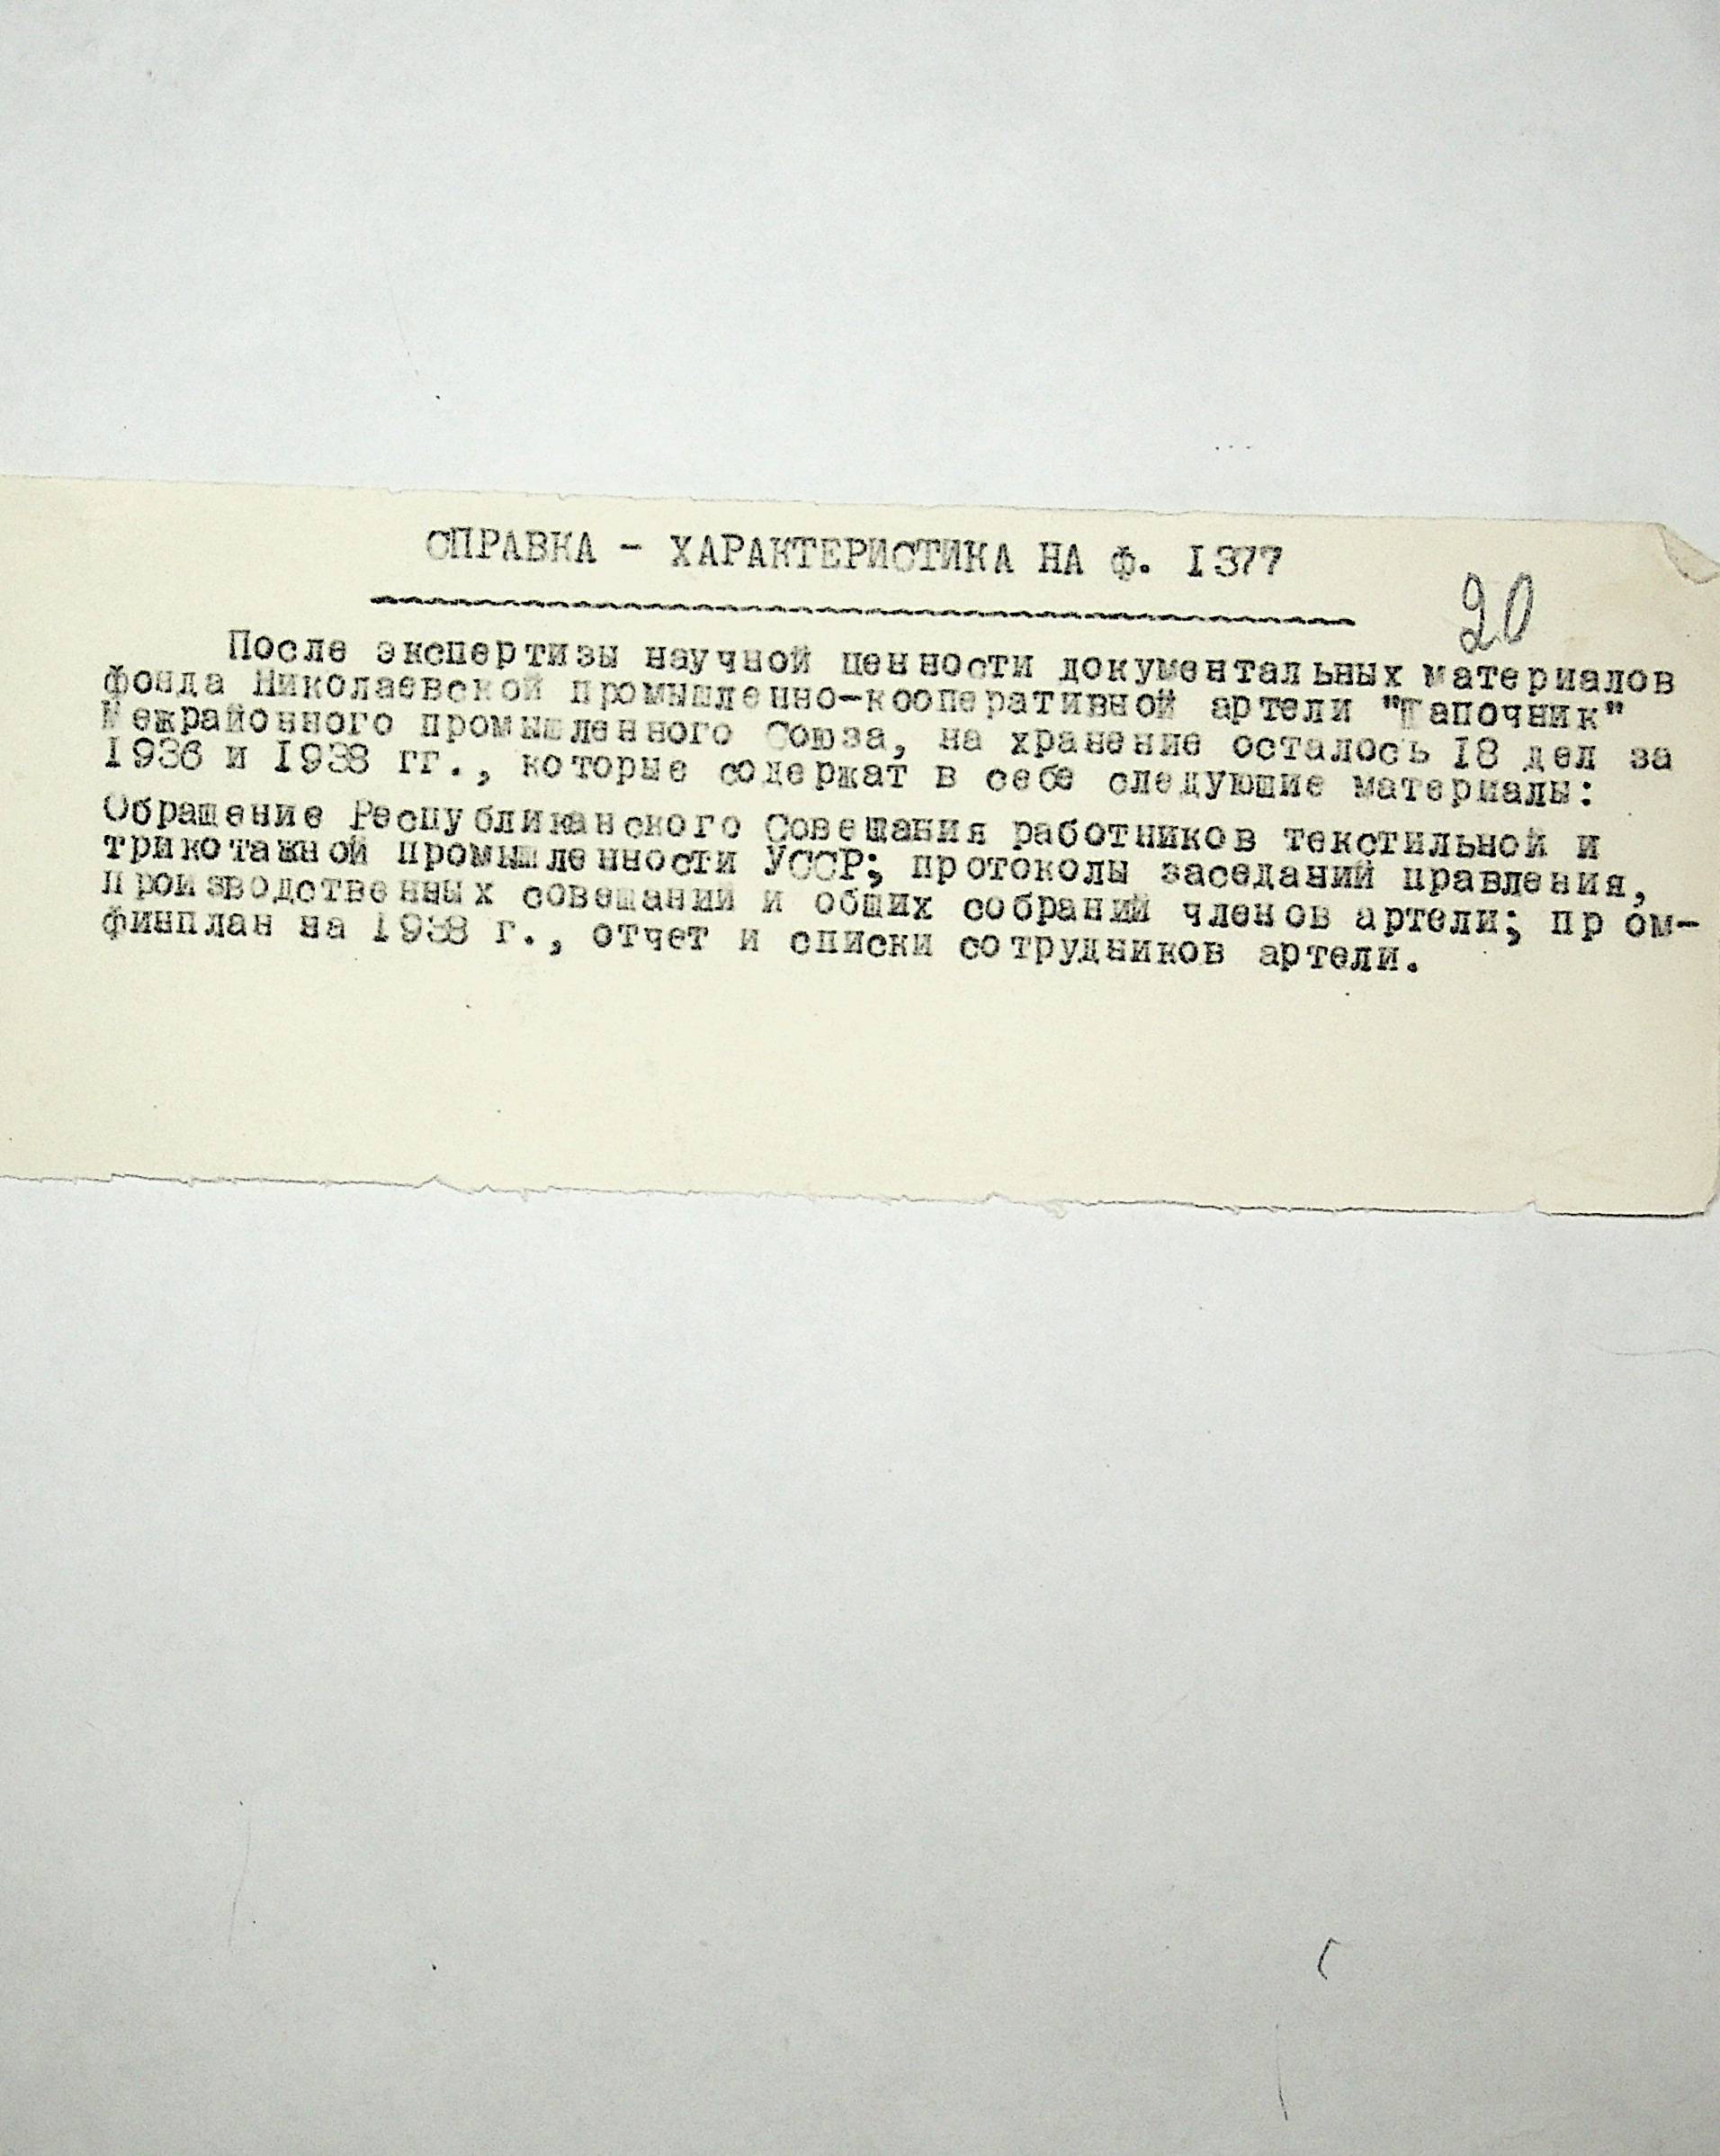 СПРАВКА - ХАРАКТЕРИСТИКА НА Ф. 1377
20
После экспертизы научной ценности документальных материалов
фонда Николаевской промышленно-кооперативной артели "Тапочник"
Межрайонного промышленного Союза, на хранение осталось 18 дел за
1936 и 1938 гг., которые содержат в себе следующие материалы:
Обращение Республиканского Совещания работников текстильной и
трикотажной промышленности УССР; протоколы заседаний правления,
производственных совещаний и общих собраний членов артели; пром-
финплан на 1938 г., отчет и списки сотрудников артели.